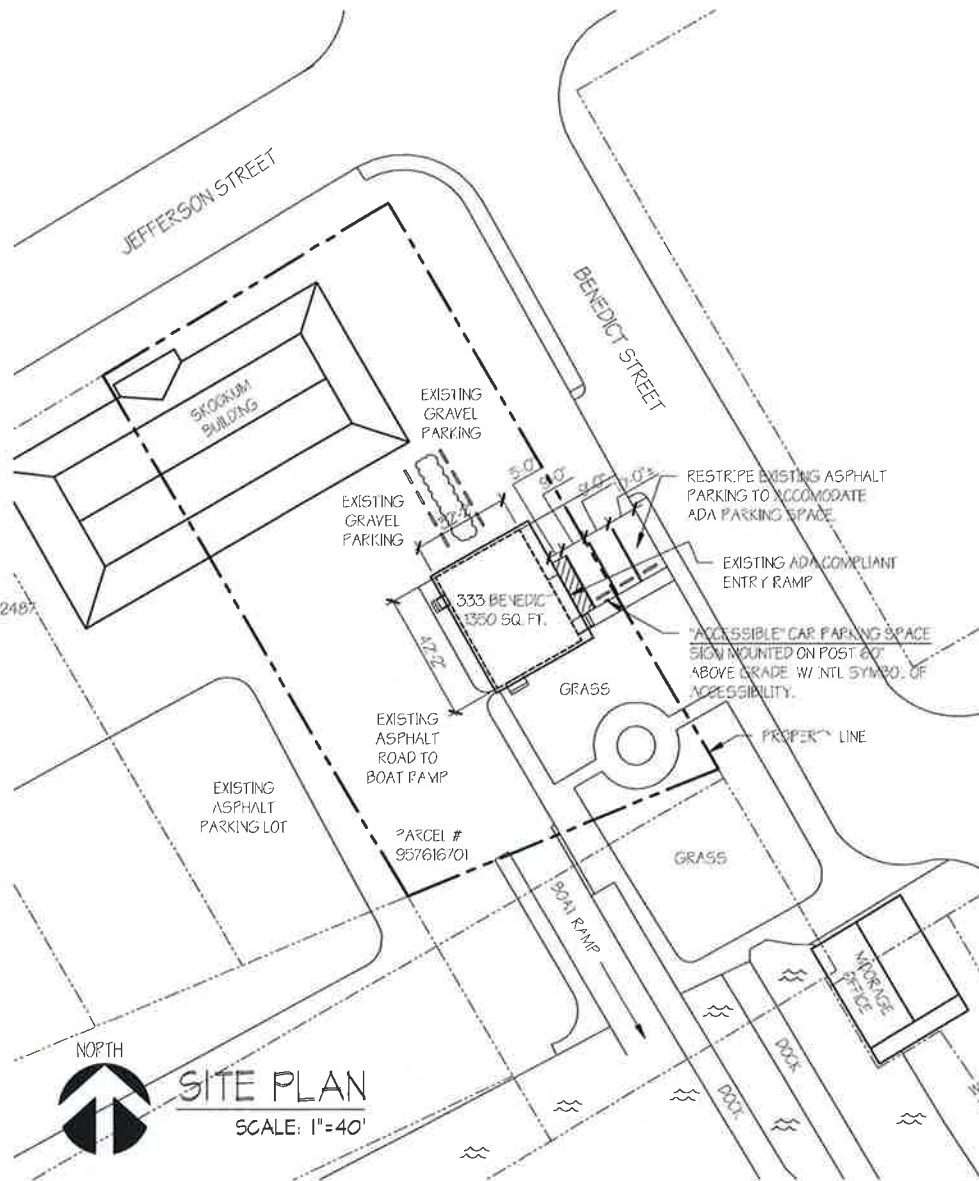 JEFFERSON STREET
BENEDICT STREET
SKOOKUM
BUILDING
EXISTING
GRAVEL
PARKING
EXISTING
GRAVEL
PARKING
5'-0"
9'-0"
RESTRIPE EXISTING ASPHALT
PARKING TO ACCOMODATE
ADA PARKING SPACE
EXISTING ADA COMPLIANT
ENTRY RAMP
2487
333 BENEDICT
1350 SQ. FT.
42'-2"
"ACCESSIBLE" CAR PARKING SPACE
SIGN MOUNTED ON POST 60"
ABOVE GRADE W/ INTL SYMBOL OF
ACCESSIBILITY.
GRASS
EXISTING
ASPHALT
ROAD TO
BOAT RAMP
PROPERTY LINE
EXISTING
ASPHALT
PARKING LOT
PARCEL #
957616701
GRASS
BOAT RAMP
MOORAGE
OFFICE
DOCK
DOCK
NORTH
SITE PLAN
SCALE: 1"=40'